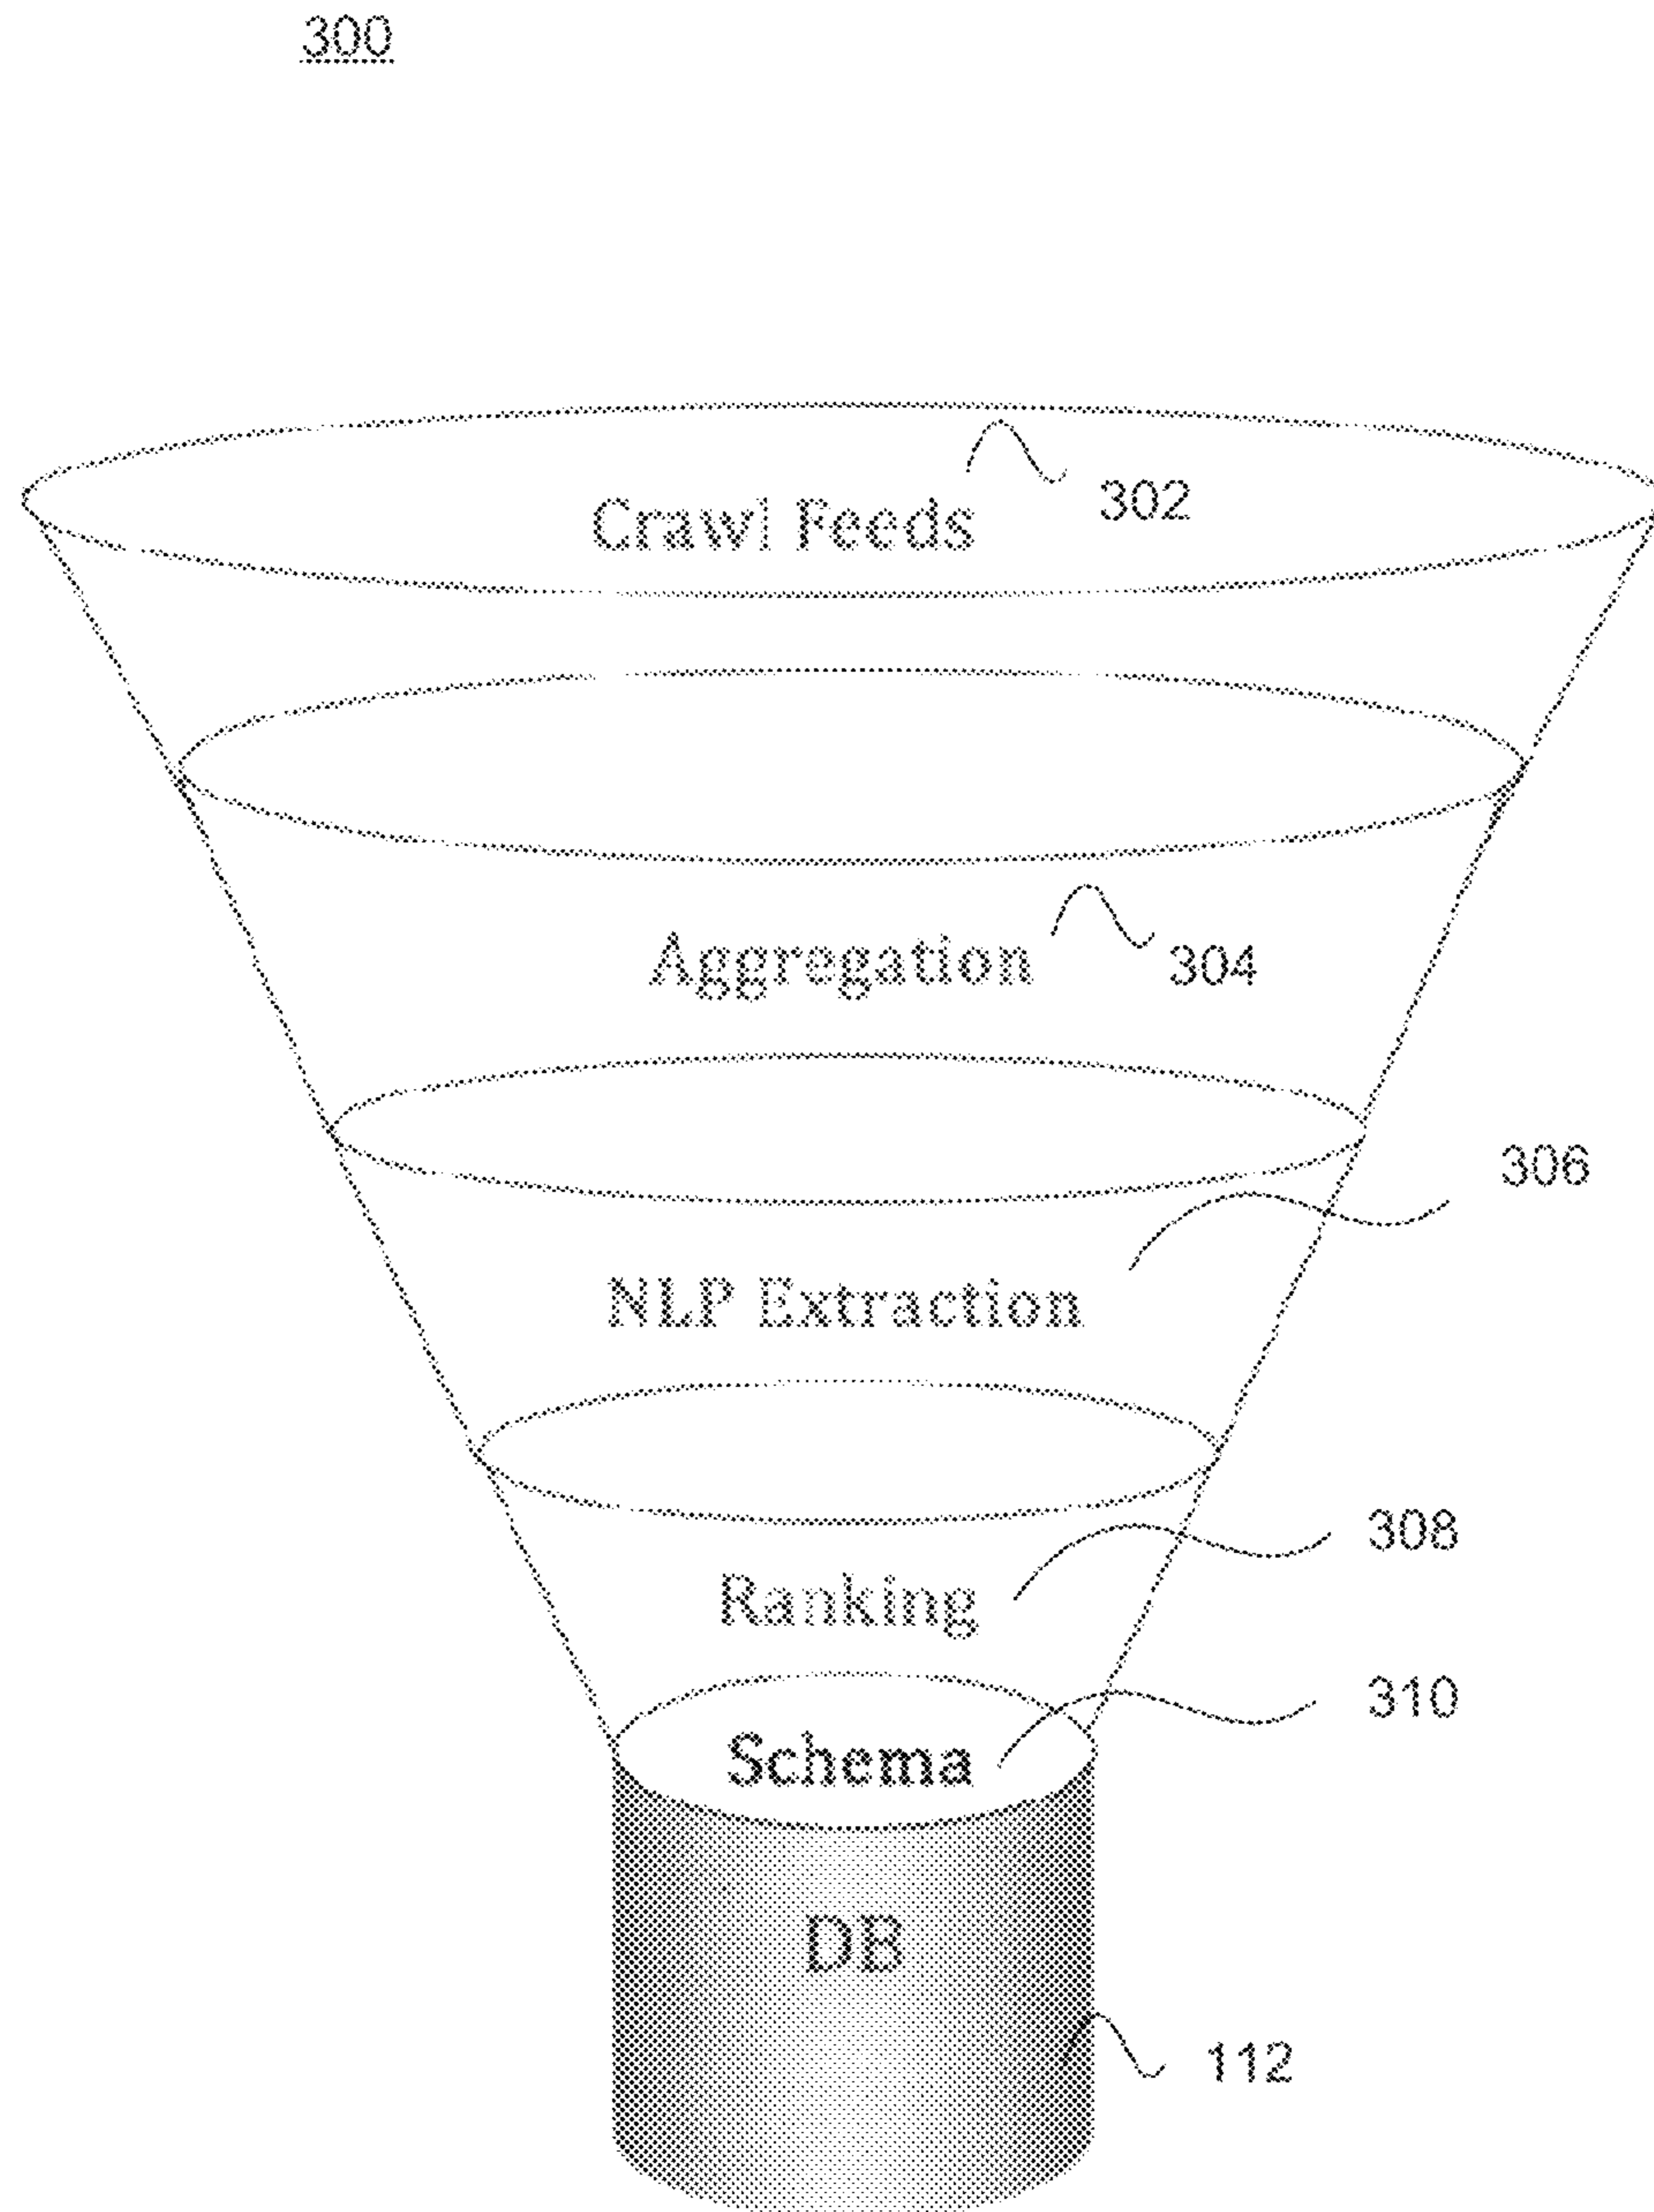 300
Crawl Feeds
302
Aggregation
304
306
NLP Extraction
308
Ranking
310
Schema
DB
112